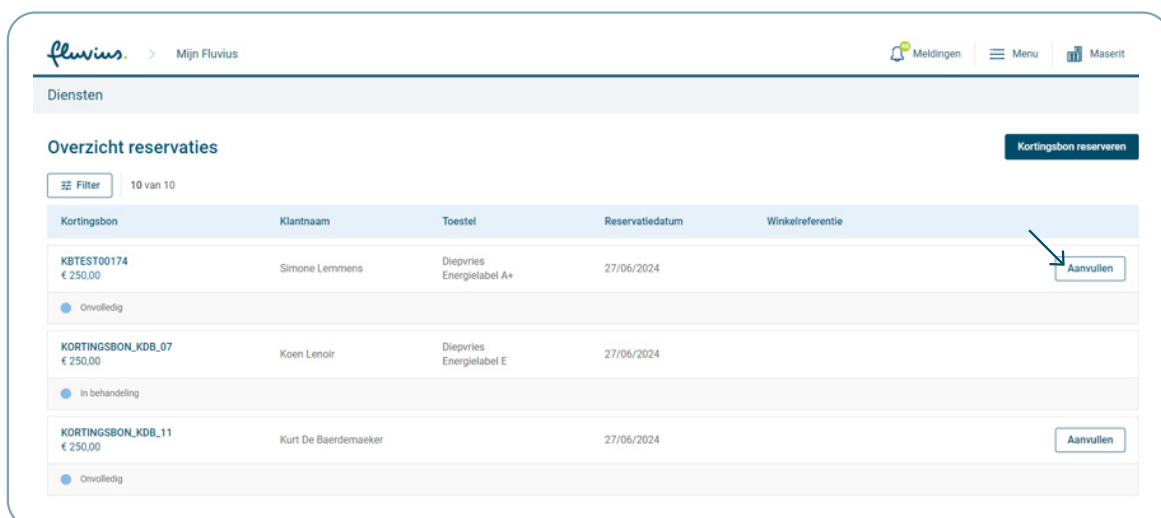 fluvius. Mijn Fluvius Meldingen Menu Maserit
Diensten
Overzicht reservaties Kortingsbon reserveren
Filter 10 van 10
Kortingsbon Klantnaam Toestel Reservatiedatum Winkelreferentie
KBTEST00174 Simone Lemmens Diepvries 27/06/2024 Aanvullen
€ 250,00 Energielabel A+
Onvolledig
KORTINGSBON_KDB_07 Koen Lenoir Diepvries 27/06/2024
€ 250,00 Energielabel E
In behandeling
KORTINGSBON_KDB_11 Kurt De Baerdemaeker 27/06/2024 Aanvullen
€ 250,00
Onvolledig